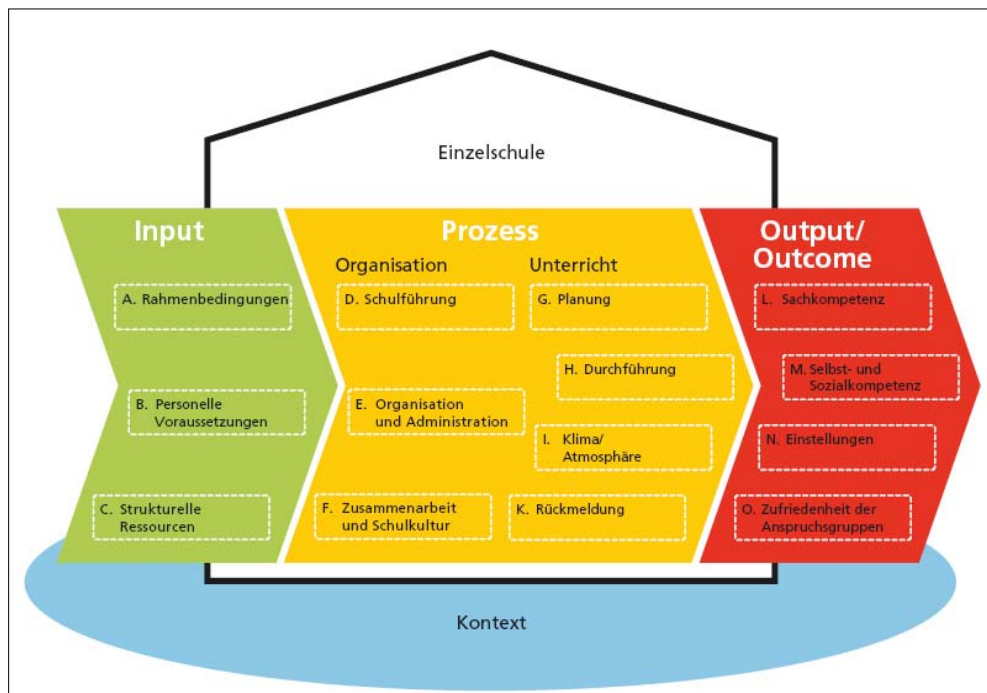 Einzelschule
Input
A. Rahmenbedingungen
B. Personelle
Voraussetzungen
C. Strukturelle
Ressourcen
Prozess
Organisation
D. Schulführung
E. Organisation
und Administration
F. Zusammenarbeit
und Schulkultur
Unterricht
G. Planung
H. Durchführung
I. Klima/
Atmosphäre
K. Rückmeldung
Output/
Outcome
L. Sachkompetenz
M. Selbst- und
Sozialkompetenz
N. Einstellungen
O. Zufriedenheit der
Anspruchsgruppen
Kontext